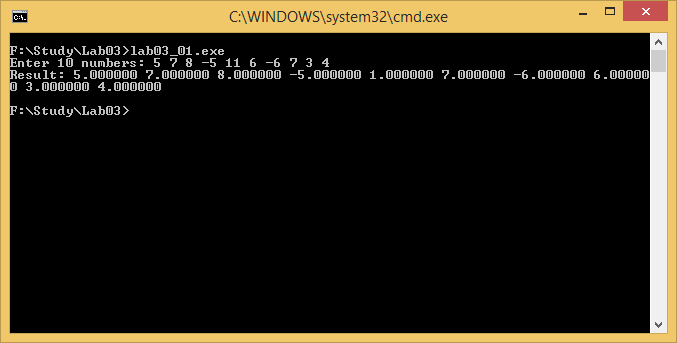 C:\WINDOWS\system32\cmd.exe
F:\Study\Lab03>lab03_01.exe
Enter 10 numbers: 5 7 8 -5 11 6 -6 7 3 4
Result: 5.000000 7.000000 8.000000 -5.000000 1.000000 7.000000 -6.000000 6.00000
0 3.000000 4.000000
F:\Study\Lab03>